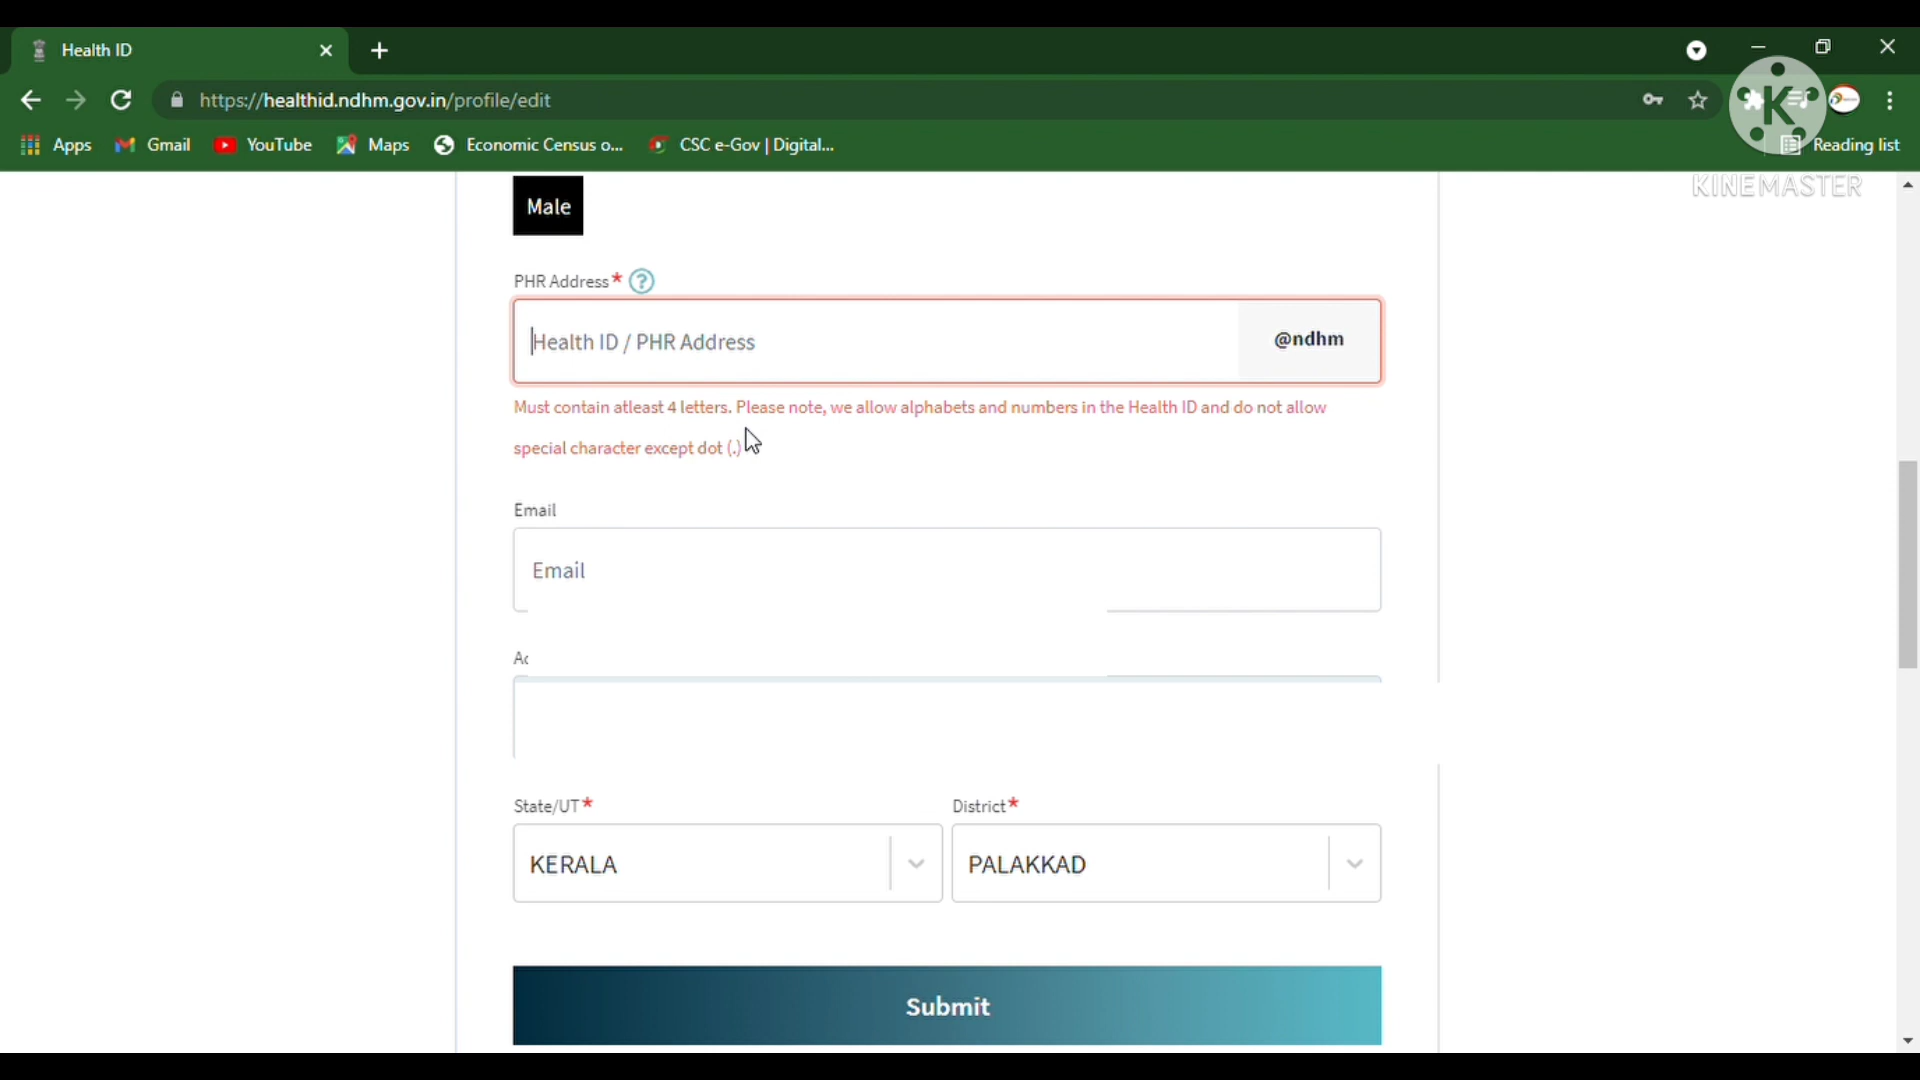 Health ID
https://healthid.ndhm.gov.in/profile/edit
Apps Gmail YouTube Maps Economic Census o... CSC e-Gov | Digital... Reading list
K
KINEMASTER
Male
PHR Address* ?
Health ID / PHR Address @ndhm
Must contain atleast 4 letters. Please note, we allow alphabets and numbers in the Health ID and do not allow
special character except dot (.)
Email
Email
State/UT* District*
KERALA PALAKKAD
Submit